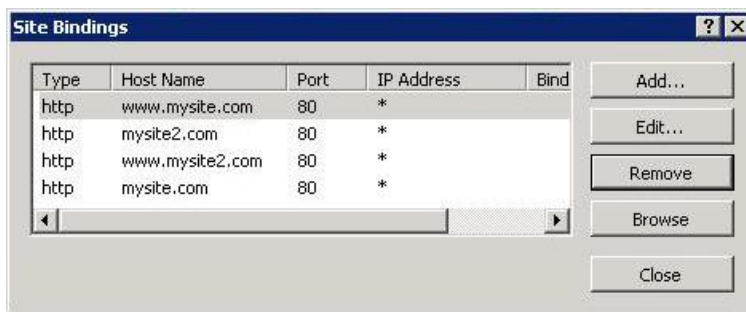 Site Bindings
Type Host Name Port IP Address Bind
http www.mysite.com 80 *
http mysite2.com 80 *
http www.mysite2.com 80 *
http mysite.com 80 *
Add...
Edit...
Remove
Browse
Close